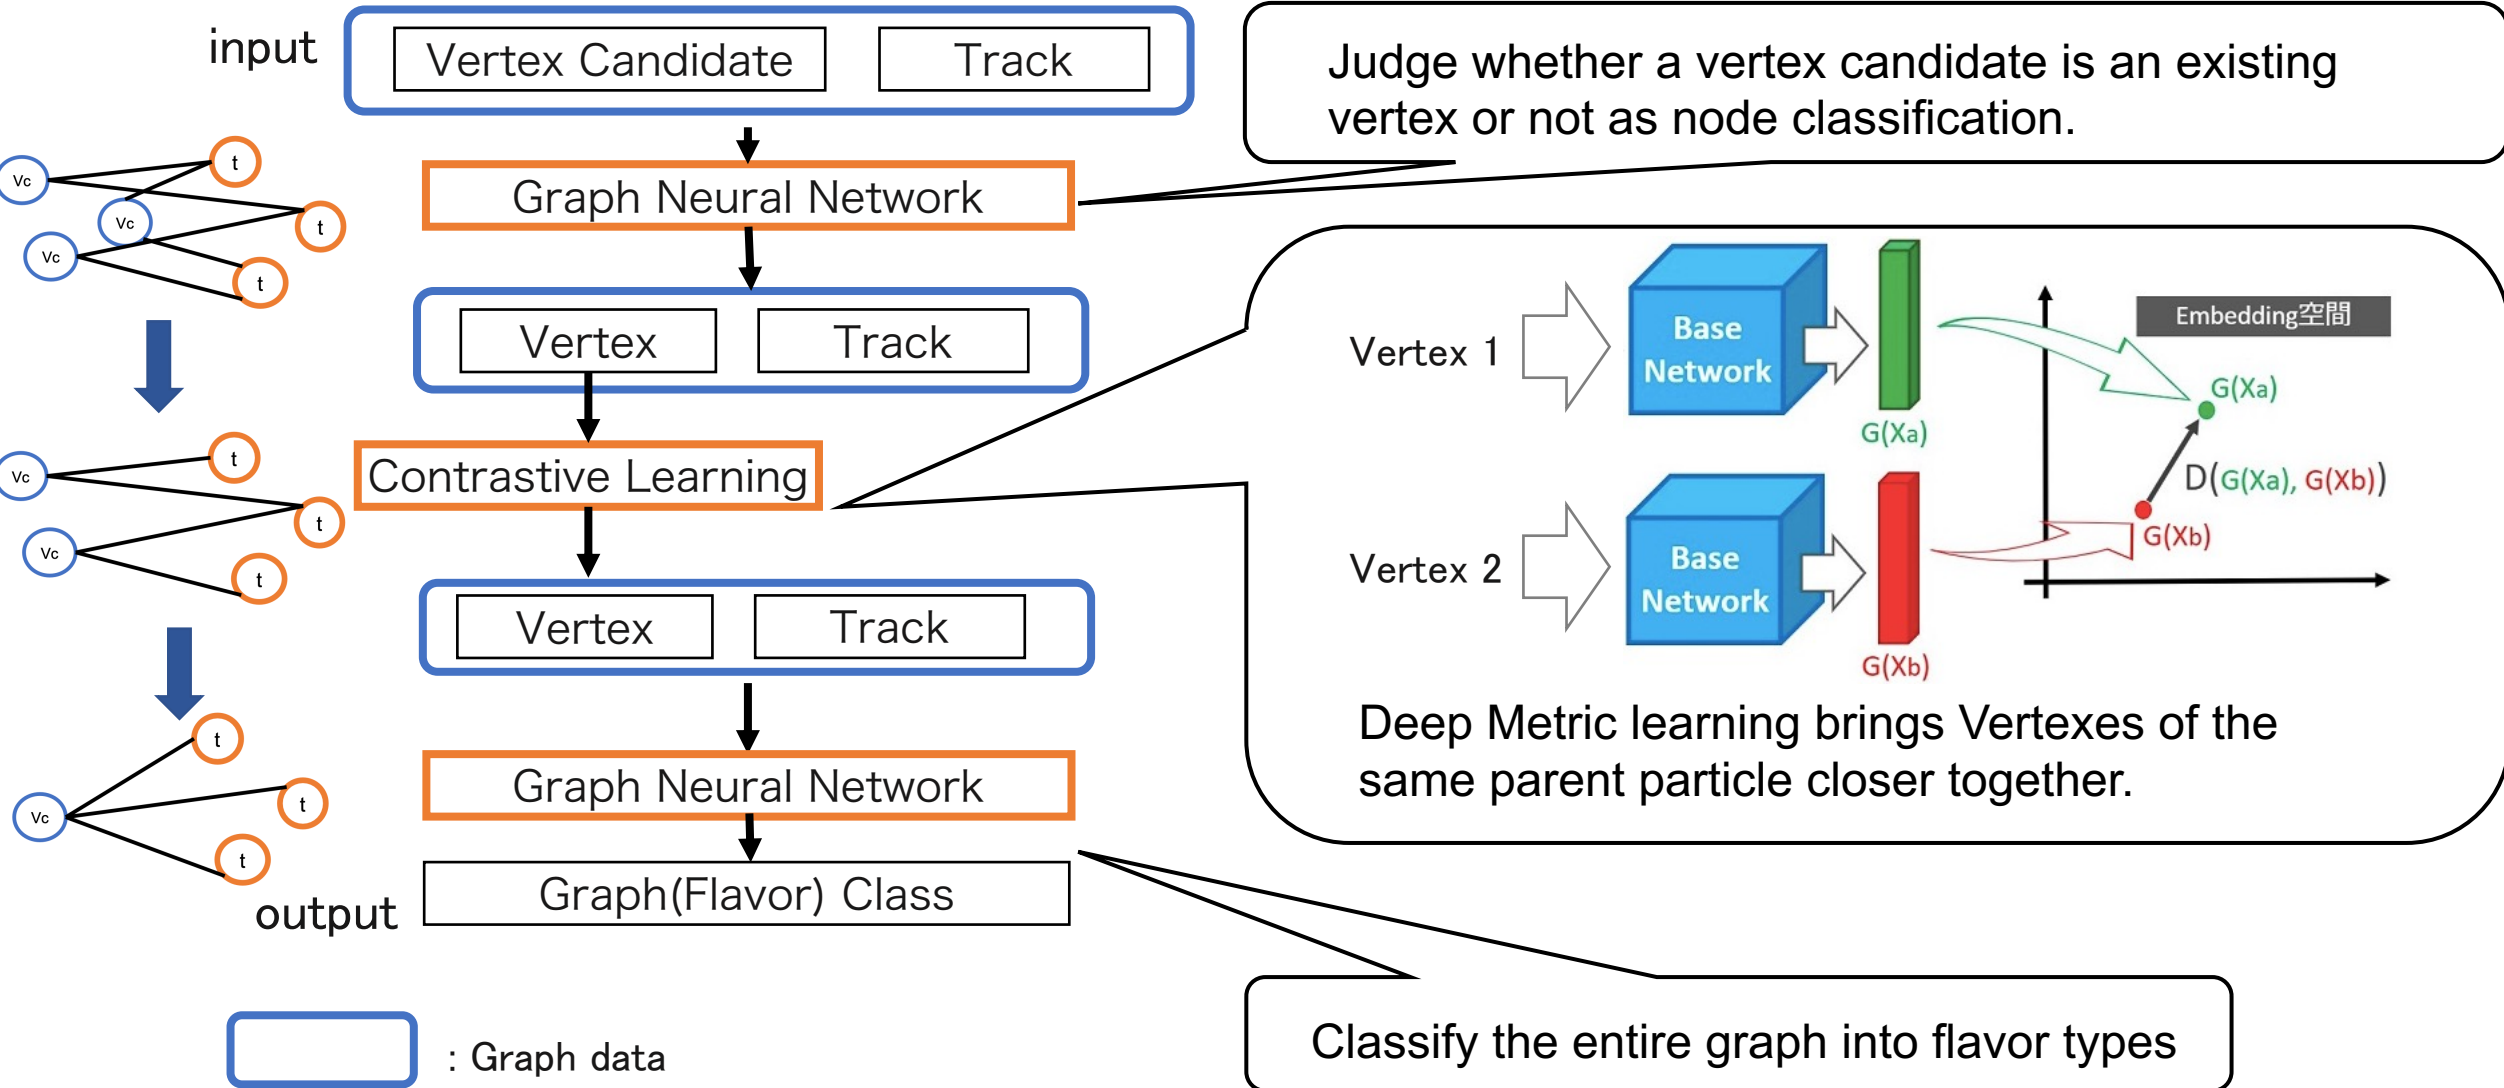 input
Vertex Candidate
Track
Judge whether a vertex candidate is an existing
vertex or not as node classification.
Vc
t
Vc
t
Vc
t
Graph Neural Network
Vertex
Track
Vertex 1
Base
Network
G(Xa)
Embedding空間
G(Xa)
D(G(Xa), G(Xb))
G(Xb)
Vertex 2
Base
Network
G(Xb)
Deep Metric learning brings Vertexes of the
same parent particle closer together.
t
Vc
t
Vc
t
Contrastive Learning
Vertex
Track
t
Vc
t
t
Graph Neural Network
output
Graph(Flavor) Class
Classify the entire graph into flavor types
: Graph data